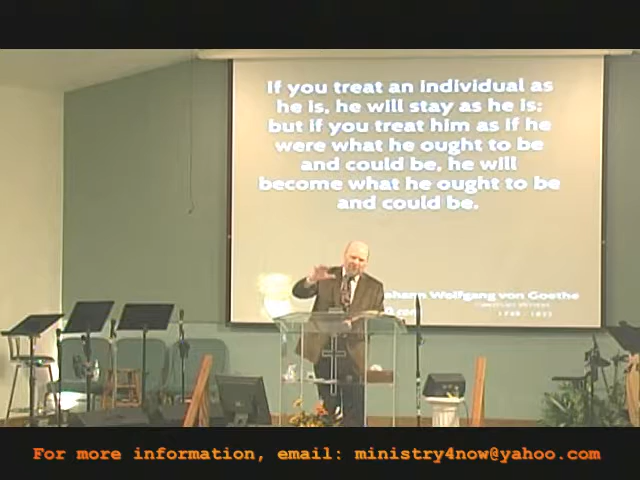 If you treat an individual as
he is, he will stay as he is;
but if you treat him as if he
were what he ought to be
and could be, he will
become what he ought to be
and could be.
Johann Wolfgang von Goethe
For more information, email: ministry4now@yahoo.com